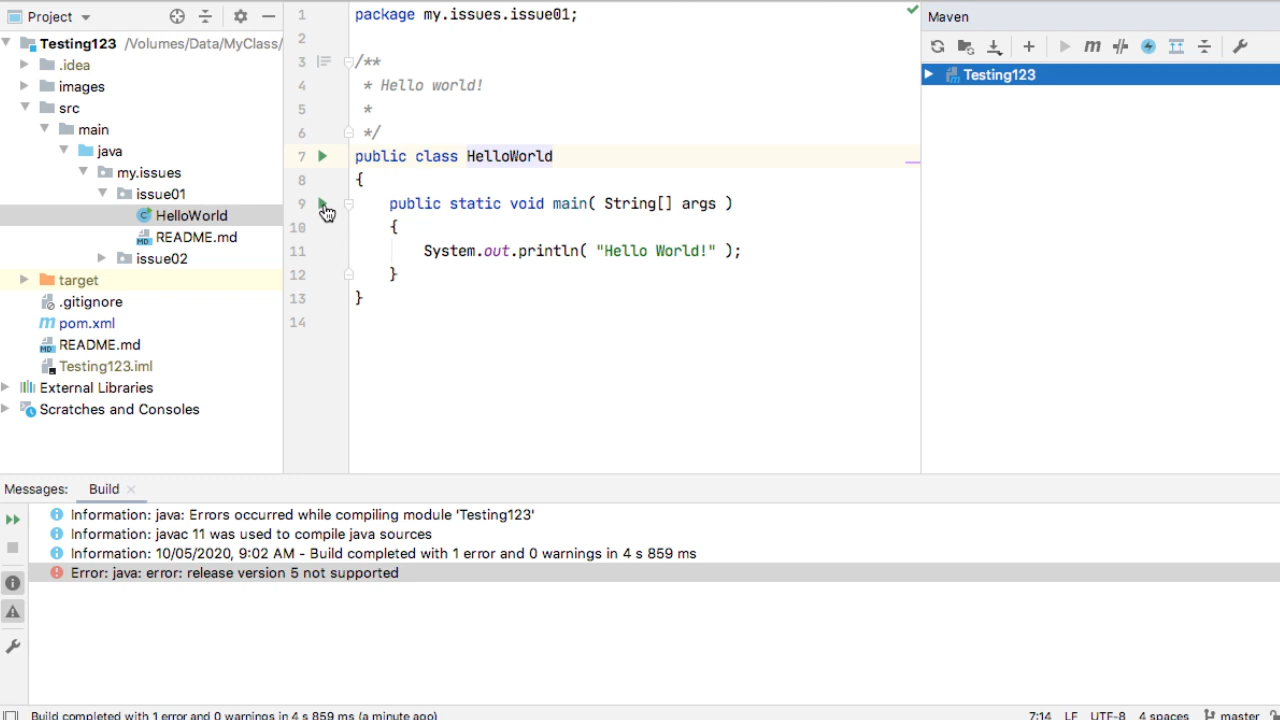 Project
Testing123 /Volumes/Data/MyClass/
.idea
images
src
main
java
my.issues
issue01
HelloWorld
README.md
issue02
target
.gitignore
pom.xml
README.md
Testing123.iml
External Libraries
Scratches and Consoles
1 package my.issues.issue01;
2
3 /**
4 * Hello world!
5 *
6 */
7 public class HelloWorld
8 {
9 public static void main( String[] args )
10 {
11 System.out.println( "Hello World!" );
12 }
13 }
14
Maven
Testing123
Messages: Build
Information: java: Errors occurred while compiling module 'Testing123'
Information: javac 11 was used to compile java sources
Information: 10/05/2020, 9:02 AM - Build completed with 1 error and 0 warnings in 4 s 859 ms
Error: java: error: release version 5 not supported
Build completed with 1 error and 0 warnings in 4 s 859 ms (a minute ago)
7:14 LF UTF-8 4 spaces master